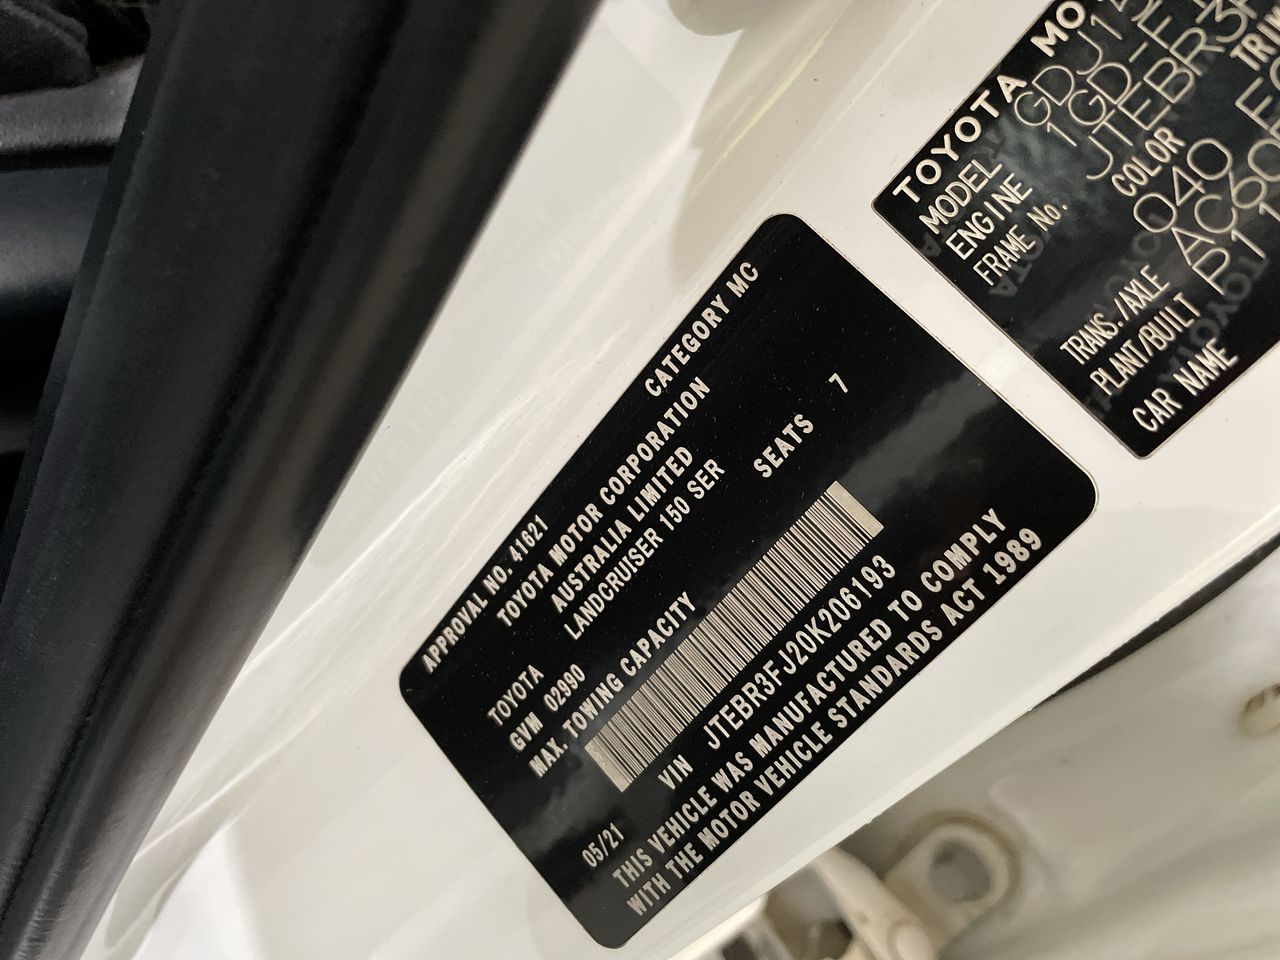 APPROVAL NO. 41621 CATEGORY MC
TOYOTA MOTOR CORPORATION
AUSTRALIA LIMITED
TOYOTA LANDCRUISER 150 SER
GVM 02990 SEATS 7
MAX. TOWING CAPACITY
VIN JTEBR3FJ20K206193
05/21
THIS VEHICLE WAS MANUFACTURED TO COMPLY
WITH THE MOTOR VEHICLE STANDARDS ACT 1989
TOYOTA
MODEL
ENGINE
FRAME No.
COLOR
040
TRANS./AXLE
PLANT/BUILT
CAR NAME